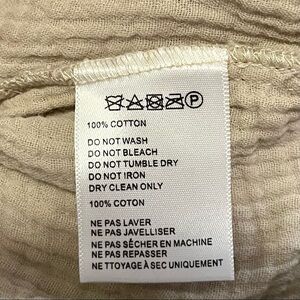 P
100% COTTON
DO NOT WASH
DO NOT BLEACH
DO NOT TUMBLE DRY
DO NOT IRON
DRY CLEAN ONLY
100% COTON
NE PAS LAVER
NE PAS JAVELLISER
NE PAS SÊCHER EN MACHINE
NE PAS REPASSER
NE TTOYAGE À SEC UNIQUEMENT